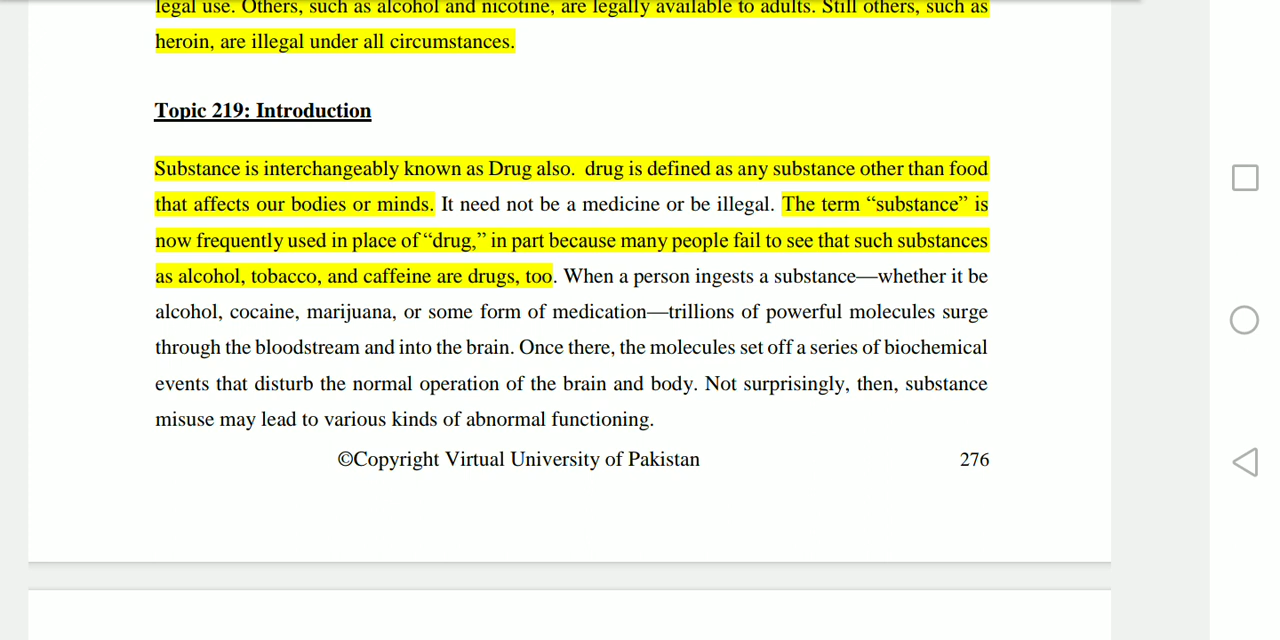 legal use. Others, such as alcohol and nicotine, are legally available to adults. Still others, such as
heroin, are illegal under all circumstances.
Topic 219: Introduction
Substance is interchangeably known as Drug also.  drug is defined as any substance other than food
that affects our bodies or minds. It need not be a medicine or be illegal. The term “substance” is
now frequently used in place of “drug,” in part because many people fail to see that such substances
as alcohol, tobacco, and caffeine are drugs, too. When a person ingests a substance—whether it be
alcohol, cocaine, marijuana, or some form of medication—trillions of powerful molecules surge
through the bloodstream and into the brain. Once there, the molecules set off a series of biochemical
events that disturb the normal operation of the brain and body. Not surprisingly, then, substance
misuse may lead to various kinds of abnormal functioning.
©Copyright Virtual University of Pakistan 276